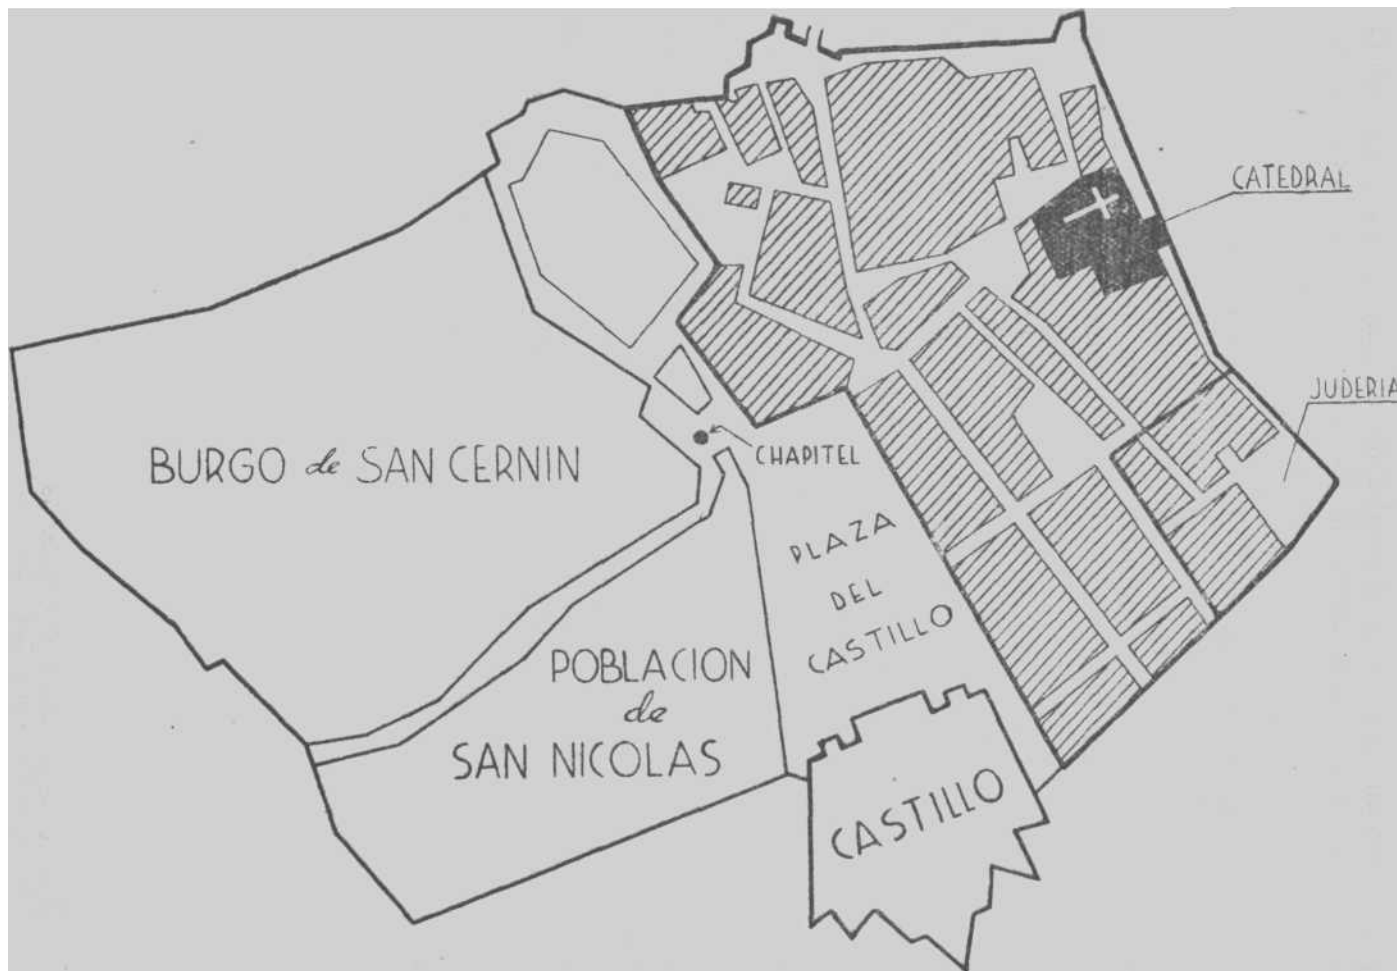 CATEDRAL
JUDERIA
BURGO de SAN CERNIN
CHAPITEL
PLAZA
DEL
CASTILLO
POBLACION
de
SAN NICOLAS
CASTILLO